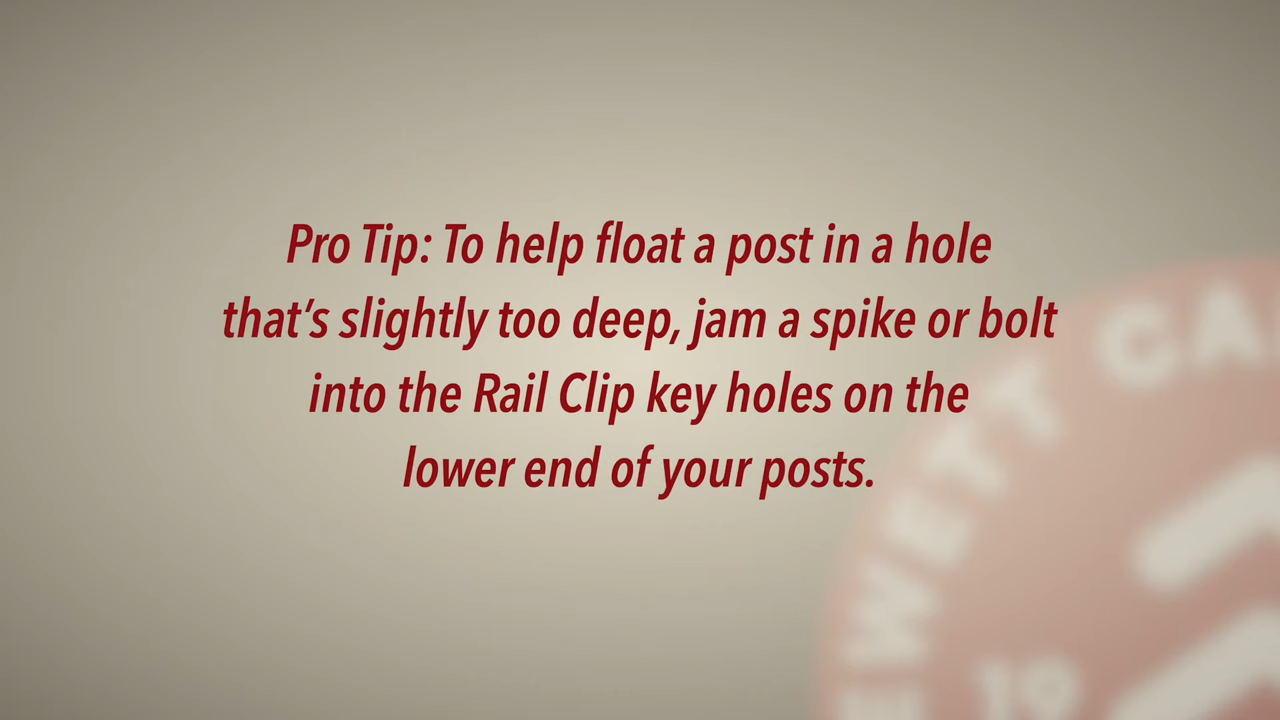 Pro Tip: To help float a post in a hole
that's slightly too deep, jam a spike or bolt
into the Rail Clip key holes on the
lower end of your posts.